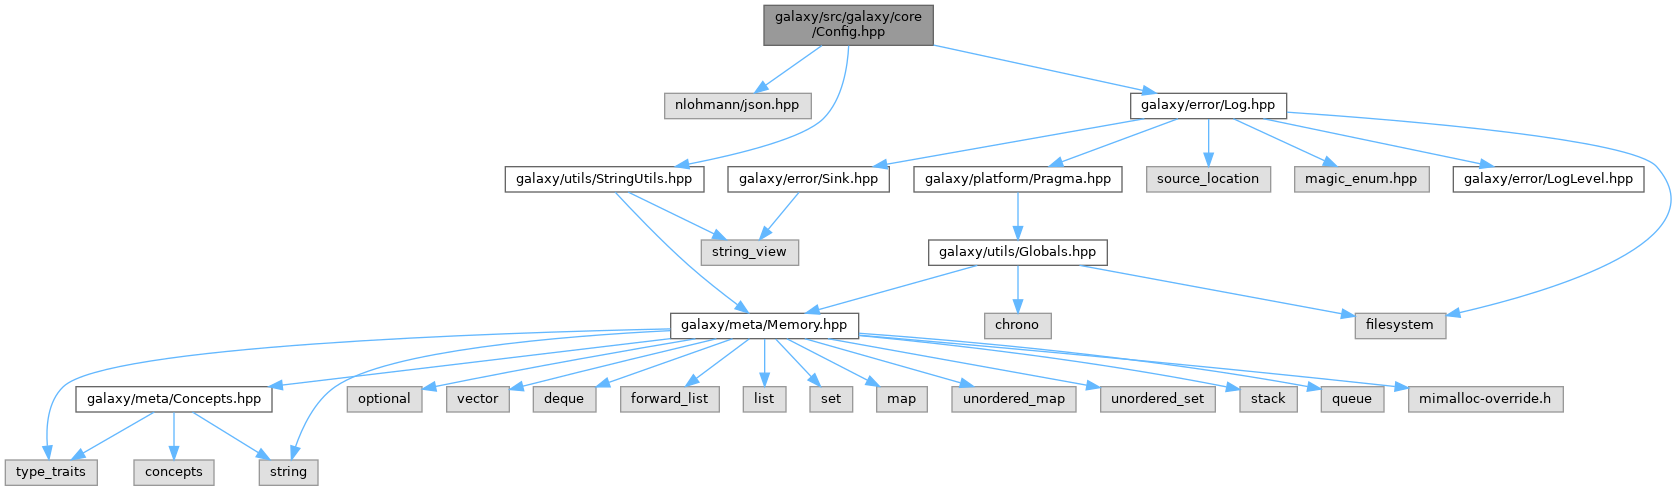 galaxy/src/galaxy/core
/Config.hpp
nlohmann/json.hpp
galaxy/error/Log.hpp
galaxy/utils/StringUtils.hpp
galaxy/error/Sink.hpp
galaxy/platform/Pragma.hpp
source_location
magic_enum.hpp
galaxy/error/LogLevel.hpp
string_view
galaxy/utils/Globals.hpp
galaxy/meta/Memory.hpp
chrono
filesystem
galaxy/meta/Concepts.hpp
optional
vector
deque
forward_list
list
set
map
unordered_map
unordered_set
stack
queue
mimalloc-override.h
type_traits
concepts
string